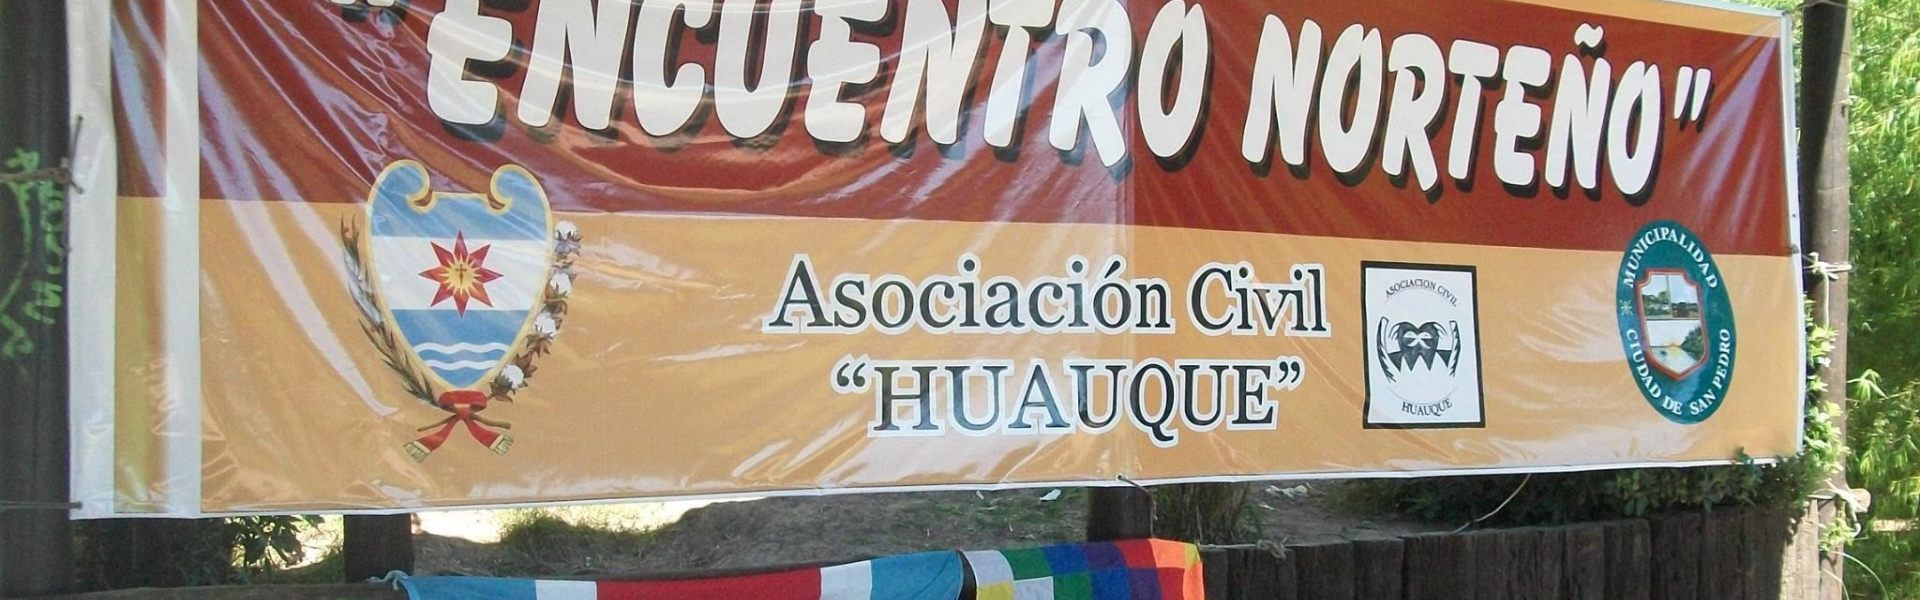 "ENCUENTRO NORTEÑO"
Asociación Civil
"HUAUQUE"
ASOCIACION CIVIL
HUAUQUE
MUNICIPALIDAD
CIUDAD DE SAN PEDRO